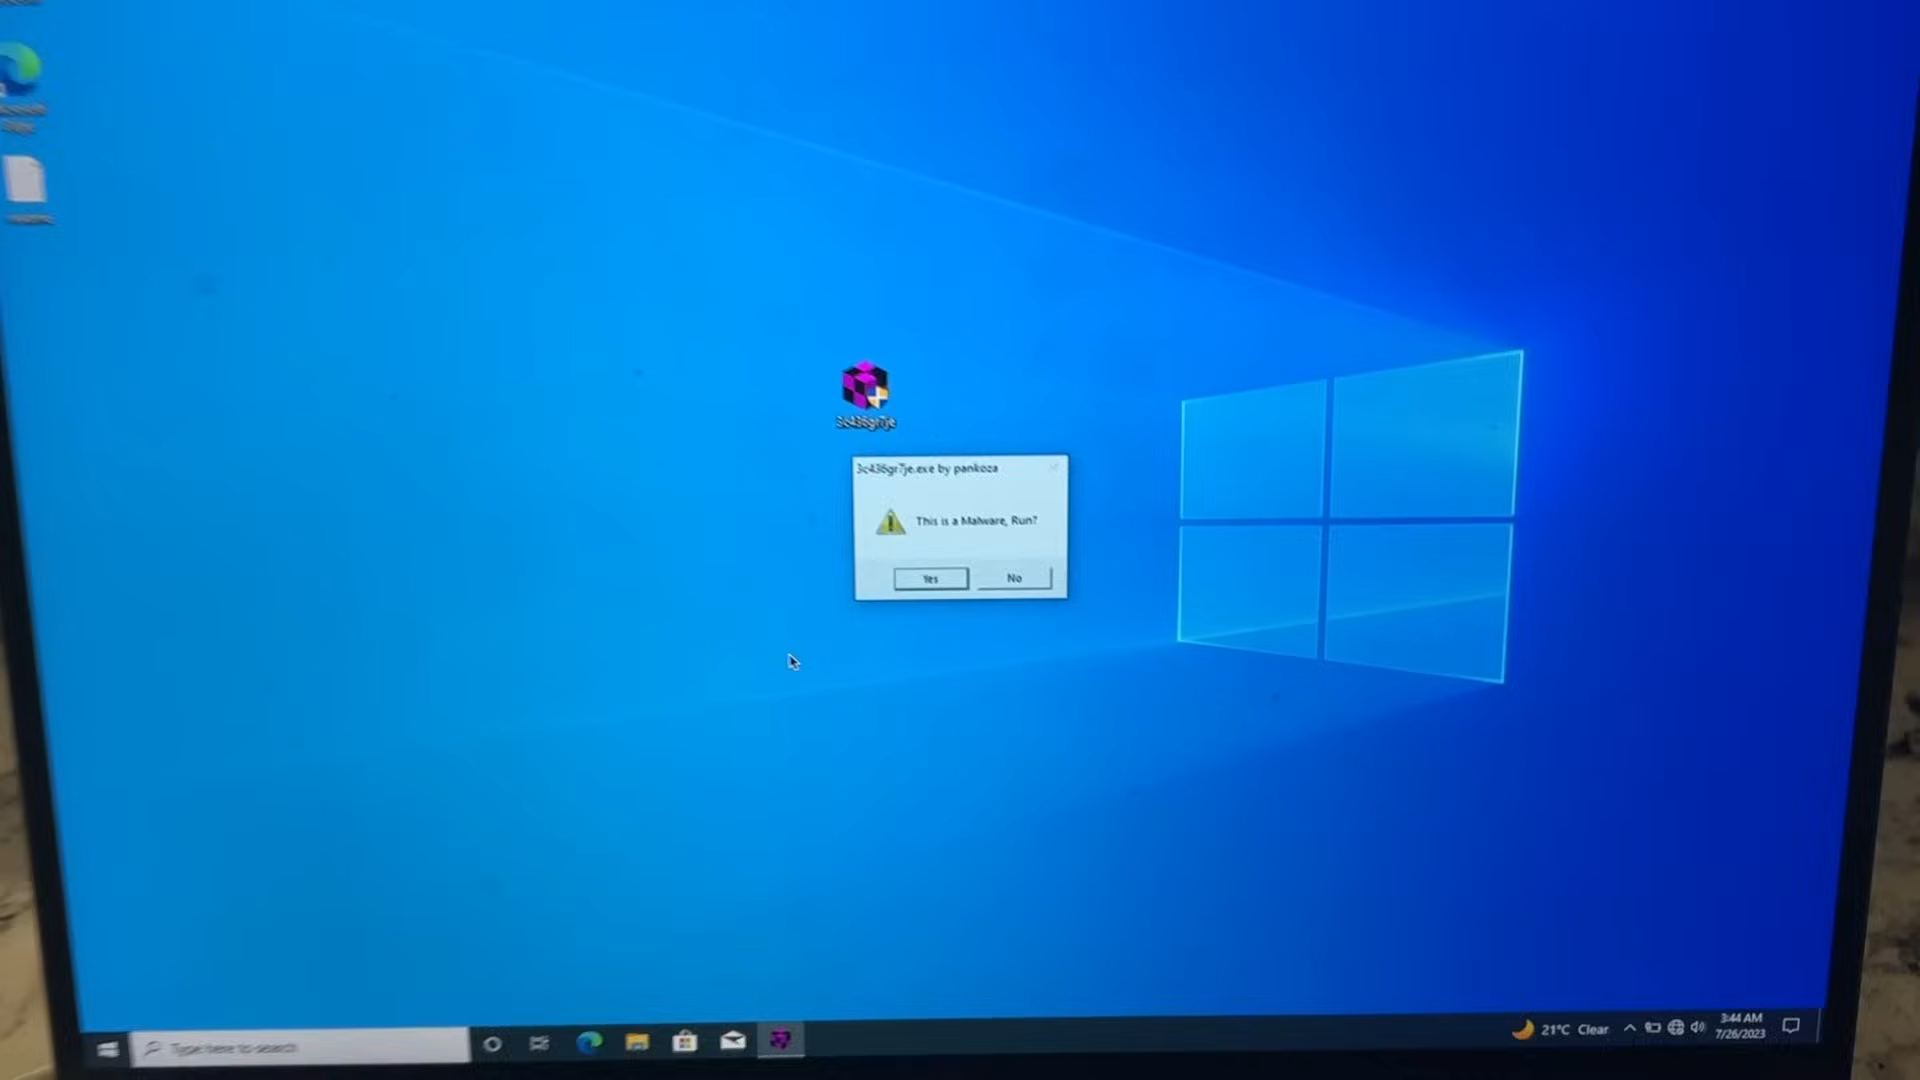 3c436gr7je
3c436gr7je.exe by pankoza
This is a Malware, Run?
Yes
No
Type here to search
21°C Clear
3:44 AM
7/26/2023